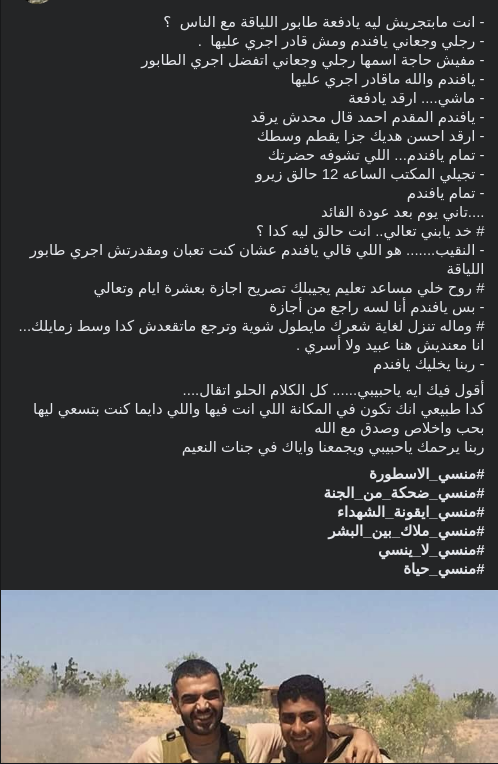 - انت مابتجريش ليه يادفعة طابور اللياقة مع الناس ؟
- رجلي وجعاني يافندم ومش قادر اجري عليها .
- مفيش حاجة اسمها رجلي وجعاني اتفضل اجري الطابور
- يافندم والله ماقادر اجري عليها
- ماشي.... ارقد يادفعة
- يافندم المقدم احمد قال محدش يرقد
- ارقد احسن هديك جزا يقطم وسطك
- تمام يافندم... اللي تشوفه حضرتك
- تجيلي المكتب الساعه 12 حالق زيرو
- تمام يافندم
....تاني يوم بعد عودة القائد
# خد يابني تعالي.. انت حالق ليه كدا ؟
- النقيب....... هو اللي قالي يافندم عشان كنت تعبان ومقدرتش اجري طابور
اللياقة
# روح خلي مساعد تعليم يجيبلك تصريح اجازة بعشرة ايام وتعالي
- بس يافندم أنا لسه راجع من أجازة
# وماله تنزل لغاية شعرك مايطول شوية وترجع ماتقعدش كدا وسط زمايلك...
انا معنديش هنا عبيد ولا أسري .
- ربنا يخليك يافندم
أقول فيك ايه ياحبيبي...... كل الكلام الحلو اتقال....
كدا طبيعي انك تكون في المكانة اللي انت فيها واللي دايما كنت بتسعي ليها
بحب واخلاص وصدق مع الله
ربنا يرحمك ياحبيبي ويجمعنا واياك في جنات النعيم
#منسي_الاسطورة
#منسي_ضحكة_من_الجنة
#منسي_ايقونة_الشهداء
#منسي_ملاك_بين_البشر
#منسي_لا_ينسي
#منسي_حياة